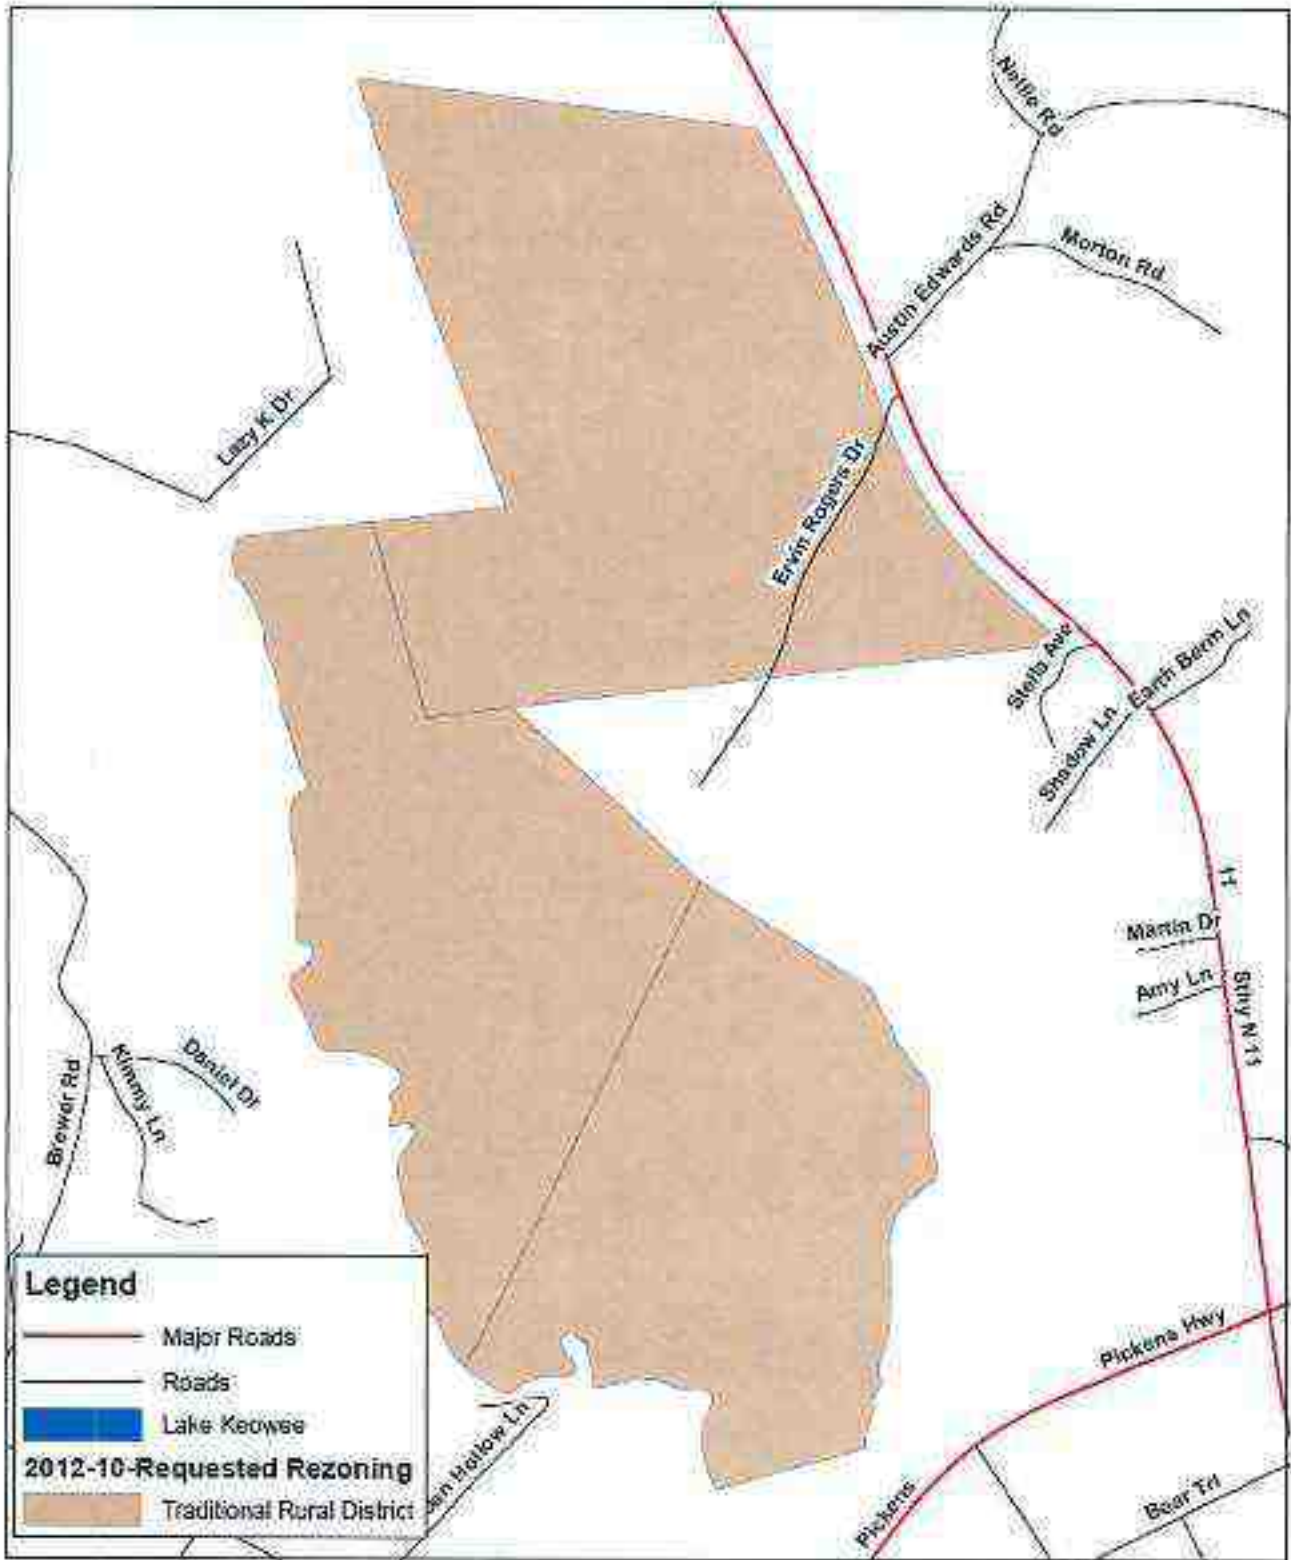 Nellie Rd
Austin Edwards Rd
Morton Rd
Lazy K Dr
Ervin Rogers Dr
Stella Ave
Earth Berm Ln
Shadow Ln
11
Martin Dr
Amy Ln
Sthy N 11
Daniel Dr
Kimmy Ln
Brewer Rd
Pickens Hwy
Pickens
Bear Trl
Hollow Ln
Legend
Major Roads
Roads
Lake Keowee
2012-10-Requested Rezoning
Traditional Rural District